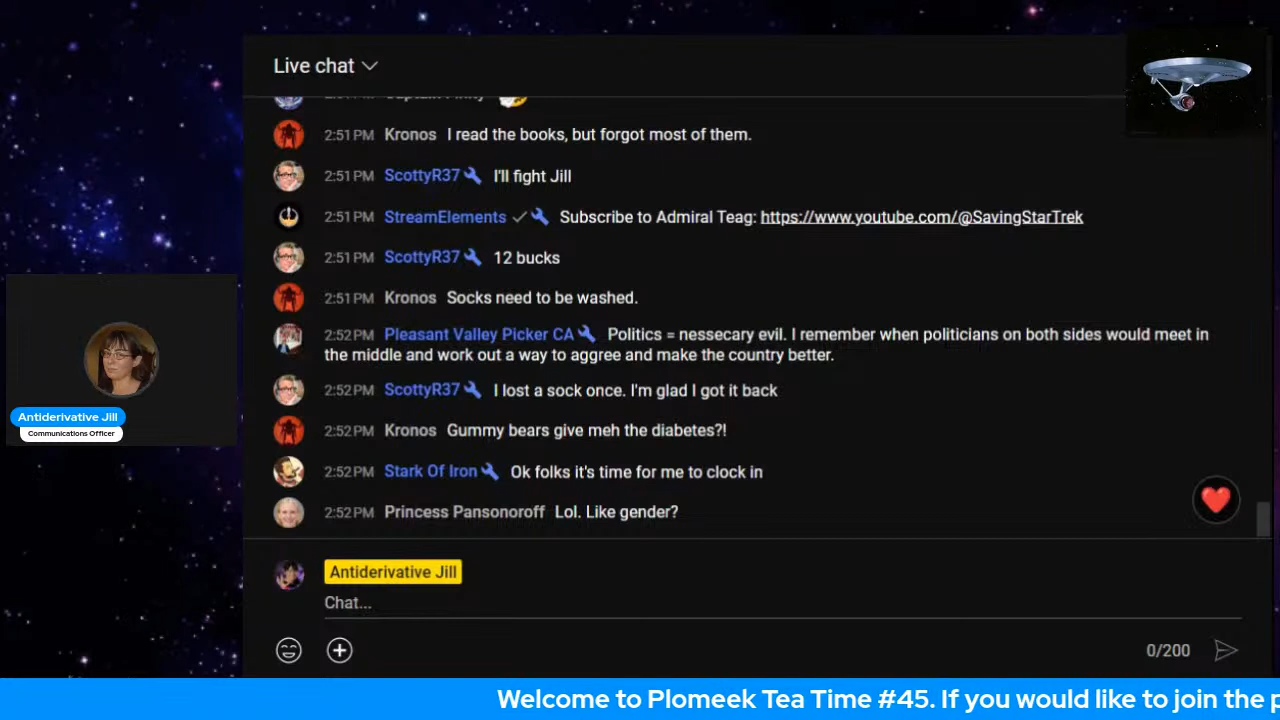 Live chat
2:51 PM Kronos I read the books, but forgot most of them.
2:51 PM ScottyR37 I'll fight Jill
2:51 PM StreamElements Subscribe to Admiral Teag: https://www.youtube.com/@SavingStarTrek
2:51 PM ScottyR37 12 bucks
2:51 PM Kronos Socks need to be washed.
2:52 PM Pleasant Valley Picker CA Politics = nessecary evil. I remember when politicians on both sides would meet in
the middle and work out a way to aggree and make the country better.
2:52 PM ScottyR37 I lost a sock once. I'm glad I got it back
2:52 PM Kronos Gummy bears give meh the diabetes?!
2:52 PM Stark Of Iron Ok folks it's time for me to clock in
2:52 PM Princess Pansonoroff Lol. Like gender?
Antiderivative Jill
Communications Officer
Antiderivative Jill
Chat...
0/200
Welcome to Plomeek Tea Time #45. If you would like to join the p